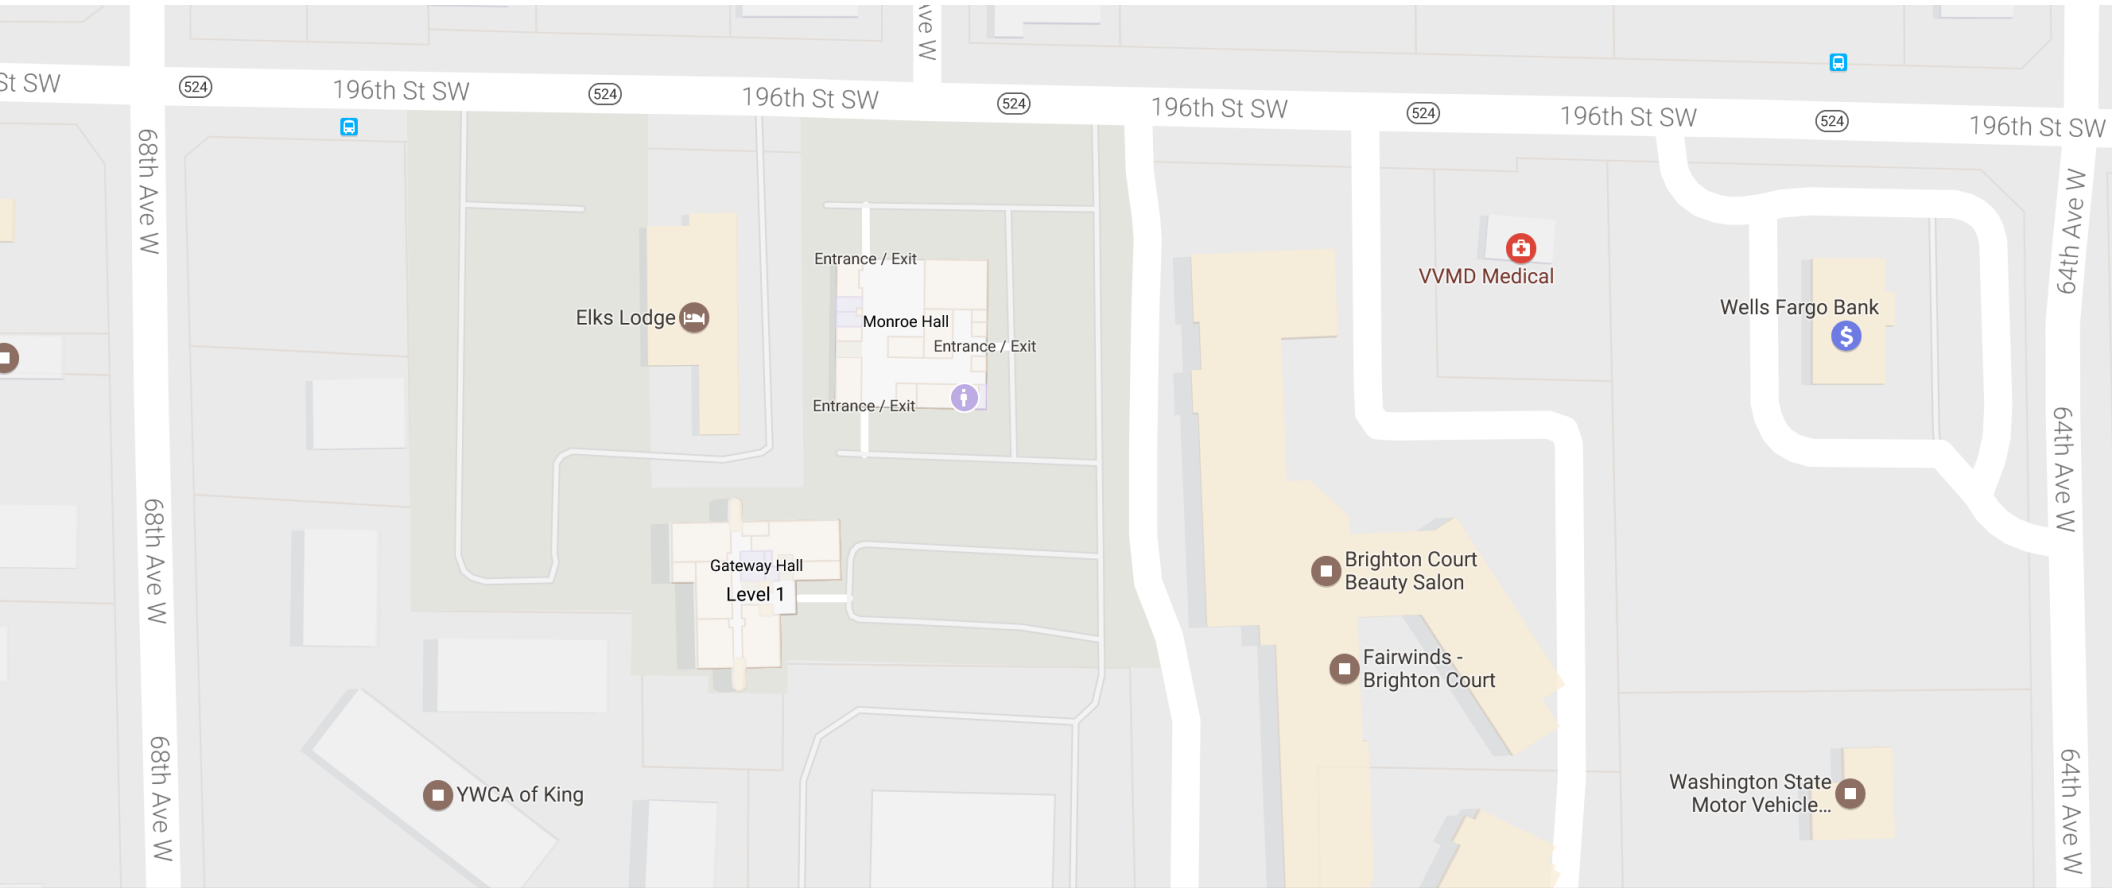 Ave W
St SW
524
196th St SW
524
196th St SW
524
196th St SW
524
196th St SW
524
196th St SW
68th Ave W
64th Ave W
Entrance / Exit
VVMD Medical
Elks Lodge
Monroe Hall
Wells Fargo Bank
Entrance / Exit
Entrance / Exit
64th Ave W
68th Ave W
Gateway Hall
Level 1
Brighton Court
Beauty Salon
Fairwinds -
Brighton Court
68th Ave W
YWCA of King
Washington State
Motor Vehicle...
64th Ave W